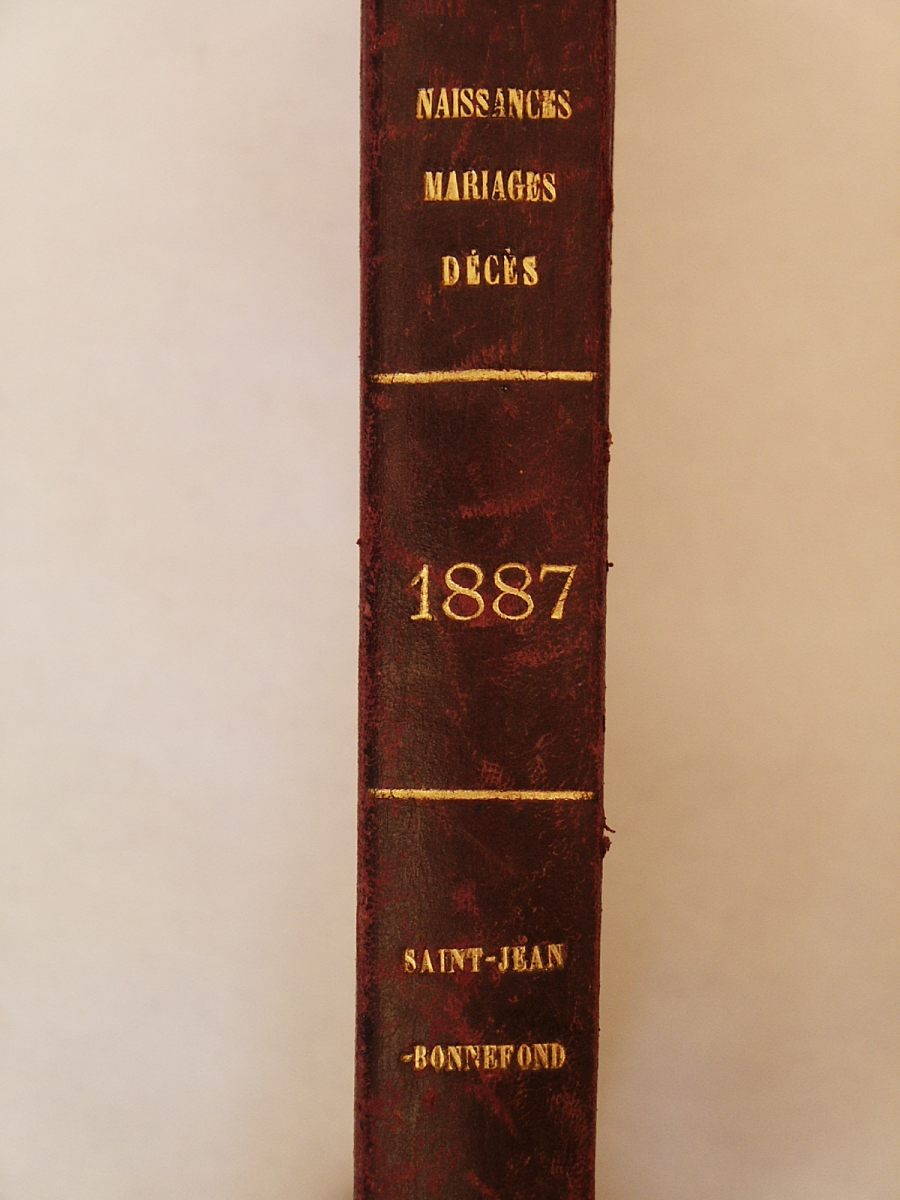 NAISSANCES
MARIAGES
DÉCÈS
1887
SAINT-JEAN
-BONNEFOND